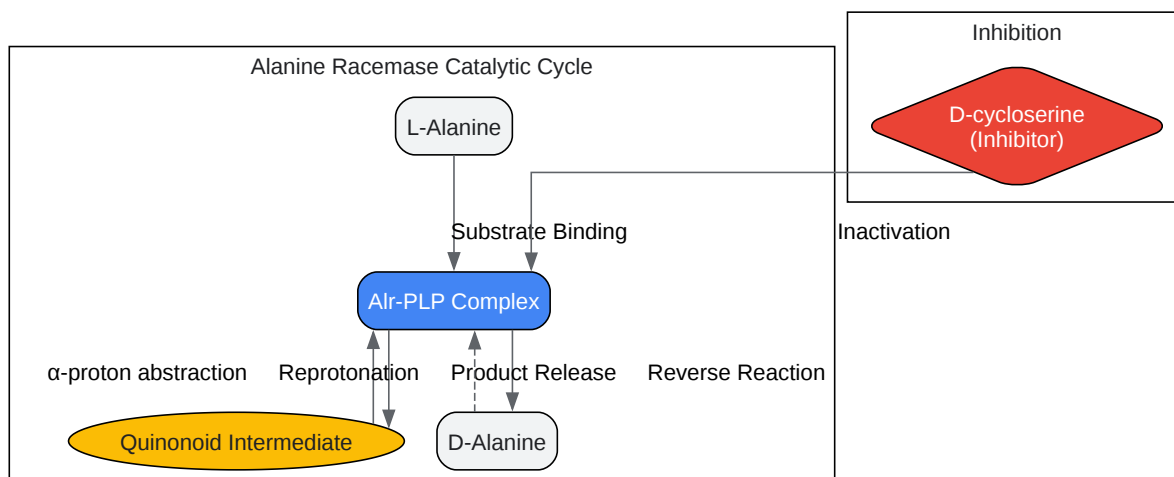 Inhibition
Alanine Racemase Catalytic Cycle
D-cycloserine
(Inhibitor)
L-Alanine
Substrate Binding
Inactivation
Alr-PLP Complex
α-proton abstraction
Reprotonation
Product Release
Reverse Reaction
Quinonoid Intermediate
D-Alanine